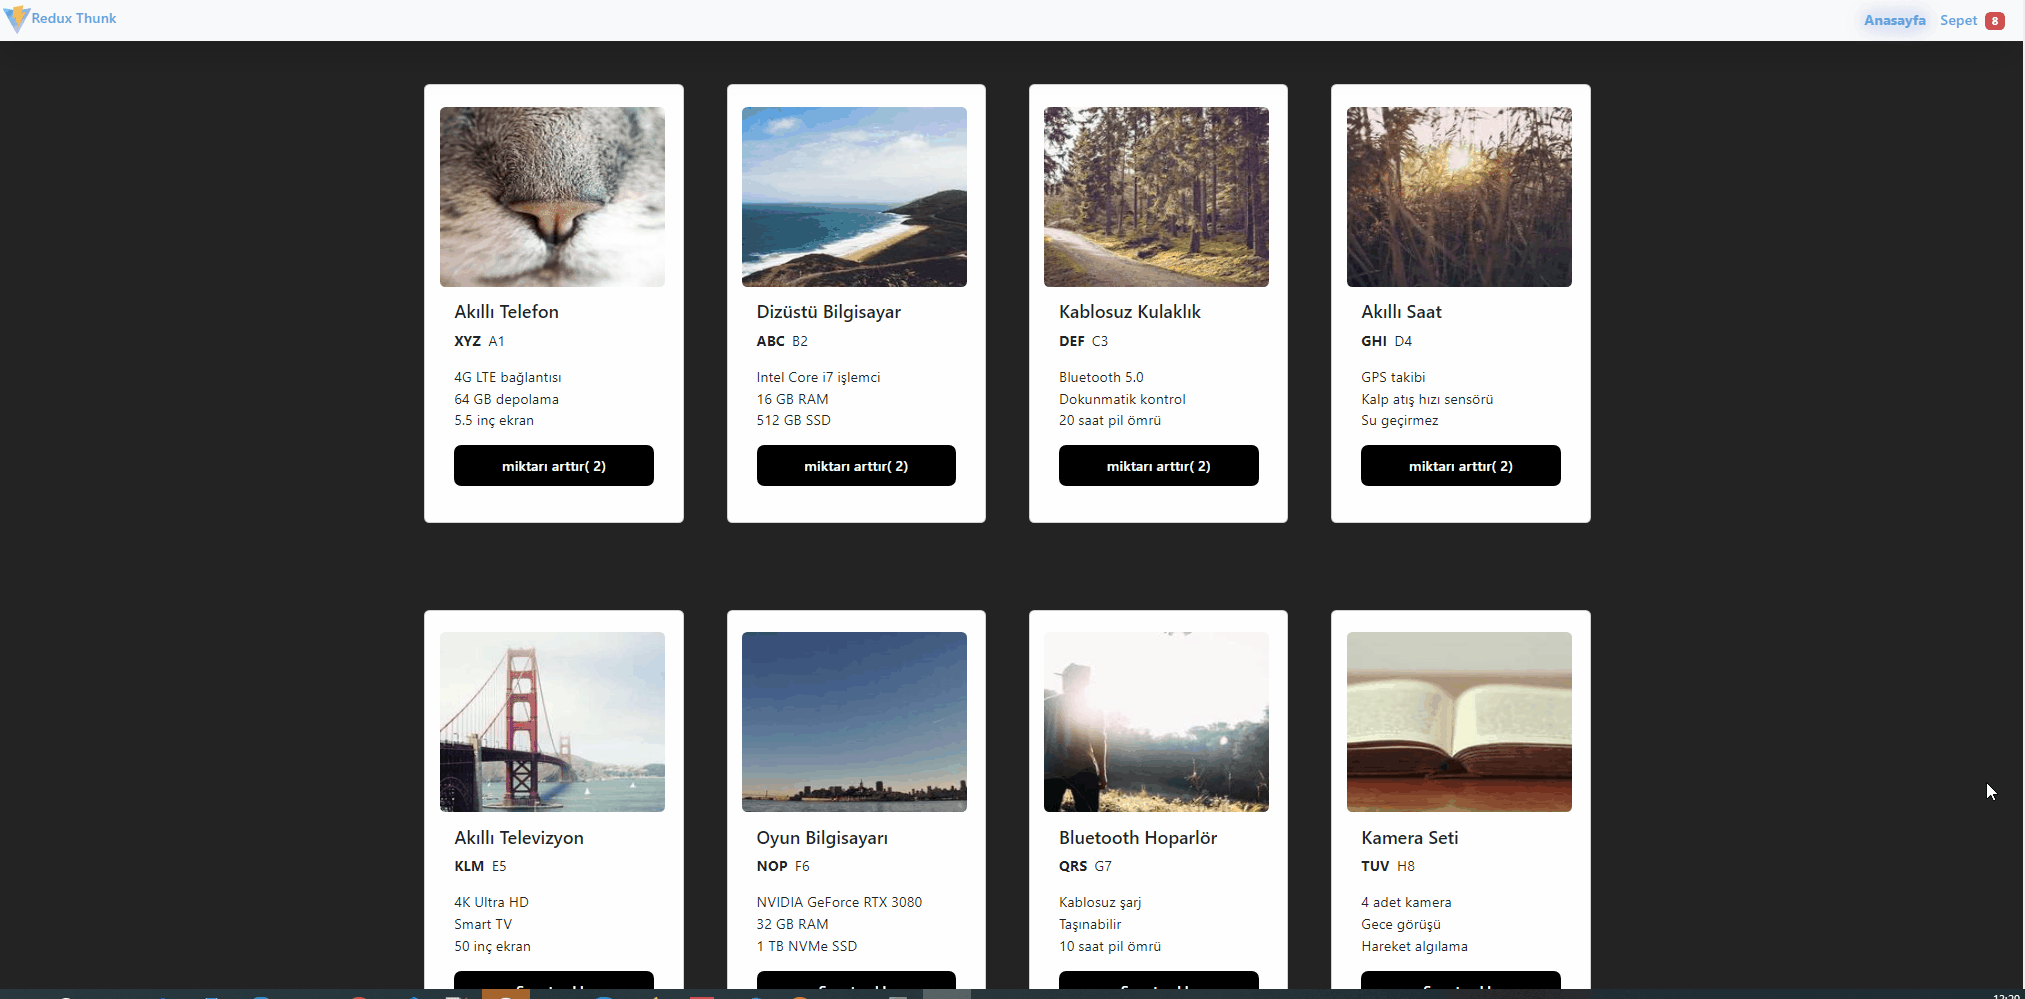 Redux Thunk
Anasayfa Sepet 8
Akıllı Telefon
XYZ A1
4G LTE bağlantısı
64 GB depolama
5.5 inç ekran
miktarı arttır( 2)
Dizüstü Bilgisayar
ABC B2
Intel Core i7 işlemci
16 GB RAM
512 GB SSD
miktarı arttır( 2)
Kablosuz Kulaklık
DEF C3
Bluetooth 5.0
Dokunmatik kontrol
20 saat pil ömrü
miktarı arttır( 2)
Akıllı Saat
GHI D4
GPS takibi
Kalp atış hızı sensörü
Su geçirmez
miktarı arttır( 2)
Akıllı Televizyon
KLM E5
4K Ultra HD
Smart TV
50 inç ekran
Oyun Bilgisayarı
NOP F6
NVIDIA GeForce RTX 3080
32 GB RAM
1 TB NVMe SSD
Bluetooth Hoparlör
QRS G7
Kablosuz şarj
Taşınabilir
10 saat pil ömrü
Kamera Seti
TUV H8
4 adet kamera
Gece görüşü
Hareket algılama